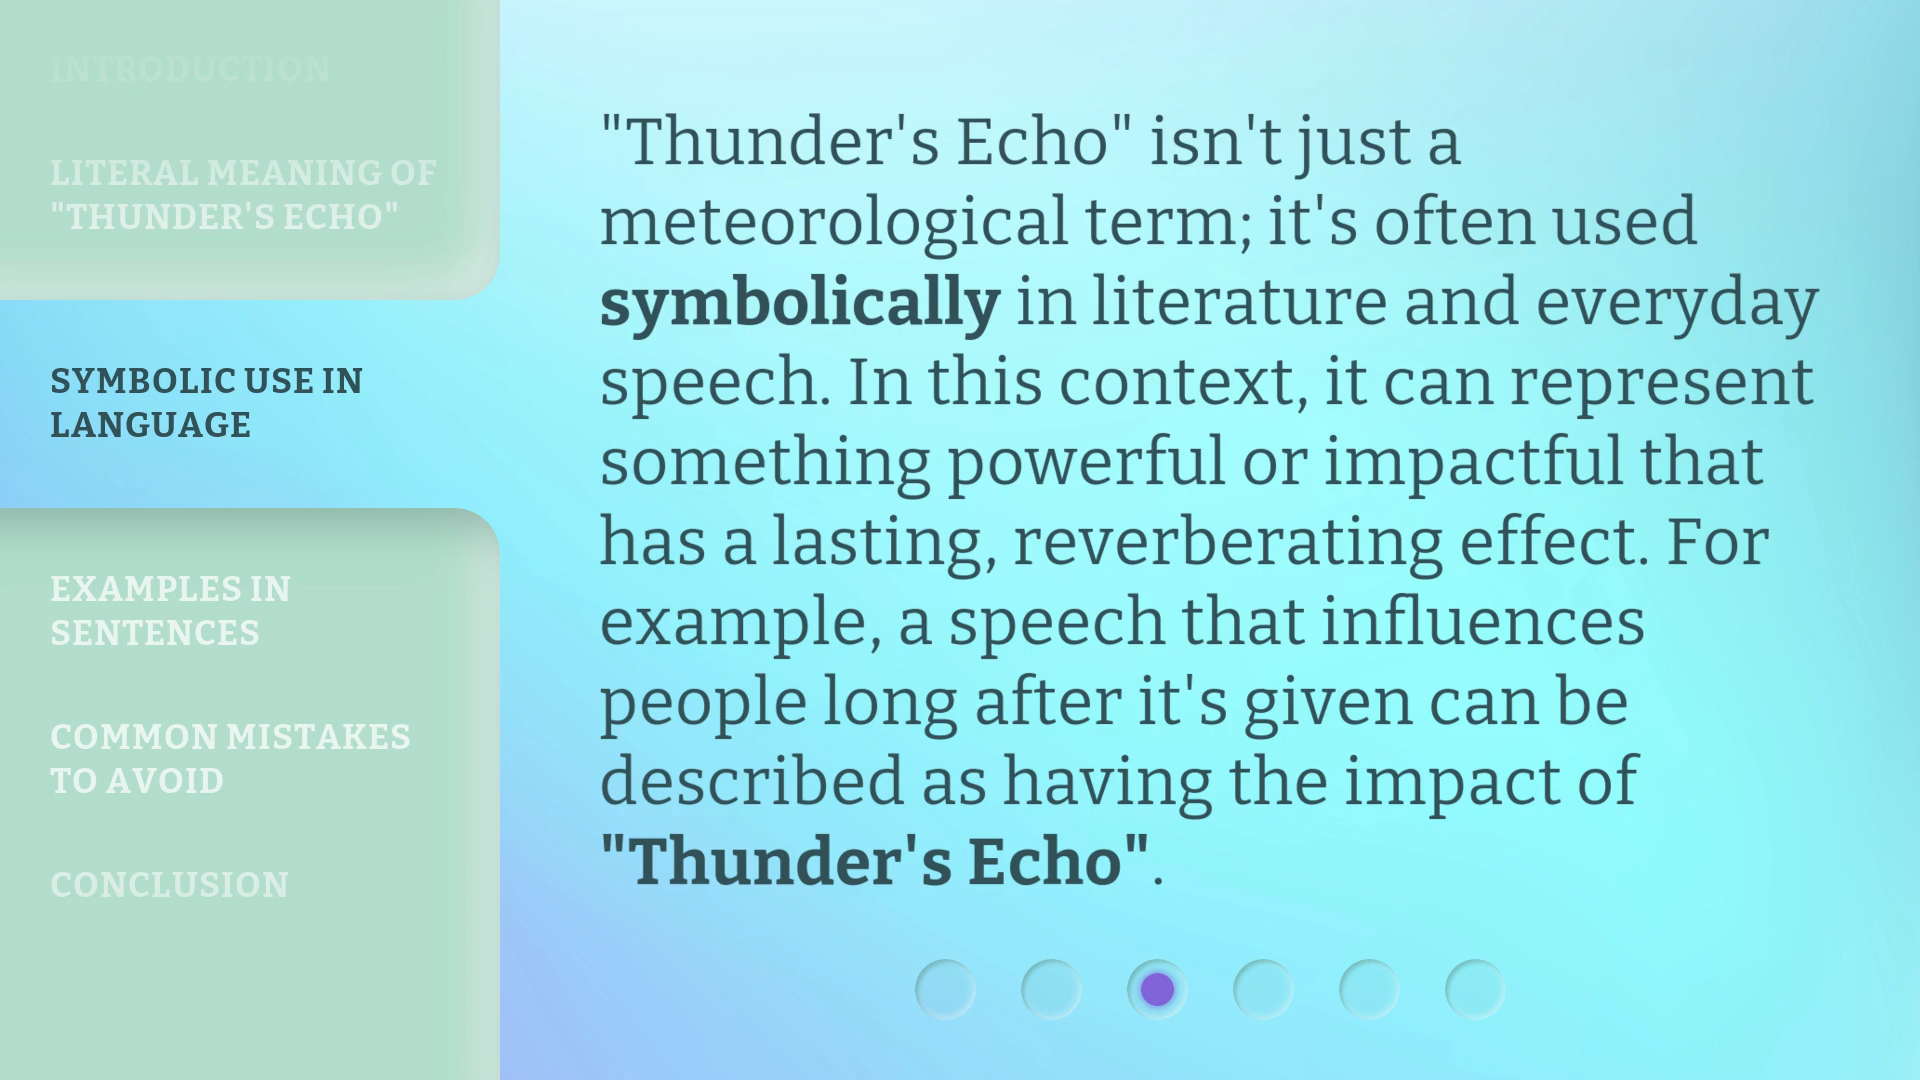 INTRODUCTION
LITERAL MEANING OF
"THUNDER'S ECHO"
SYMBOLIC USE IN
LANGUAGE
EXAMPLES IN
SENTENCES
COMMON MISTAKES
TO AVOID
CONCLUSION
"Thunder's Echo" isn't just a
meteorological term; it's often used
symbolically in literature and everyday
speech. In this context, it can represent
something powerful or impactful that
has a lasting, reverberating effect. For
example, a speech that influences
people long after it's given can be
described as having the impact of
"Thunder's Echo".